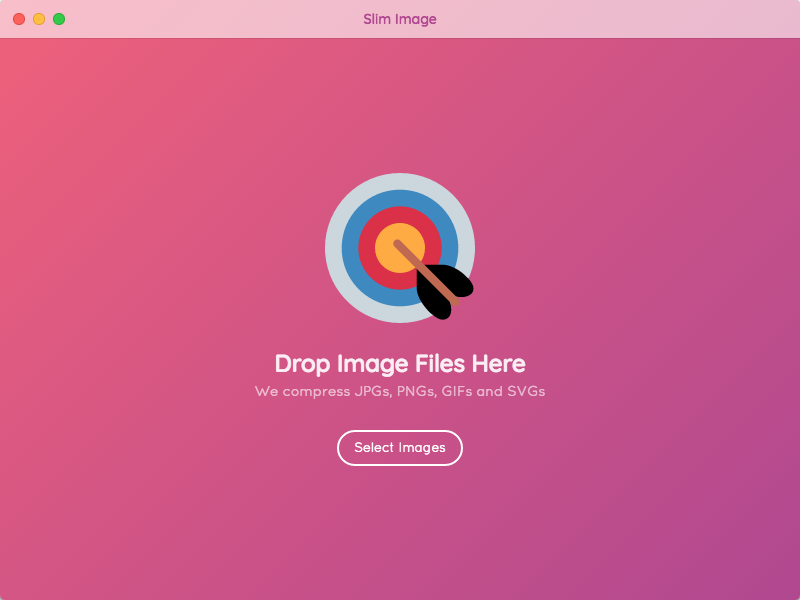 Slim Image
Drop Image Files Here
We compress JPGs, PNGs, GIFs and SVGs
Select Images